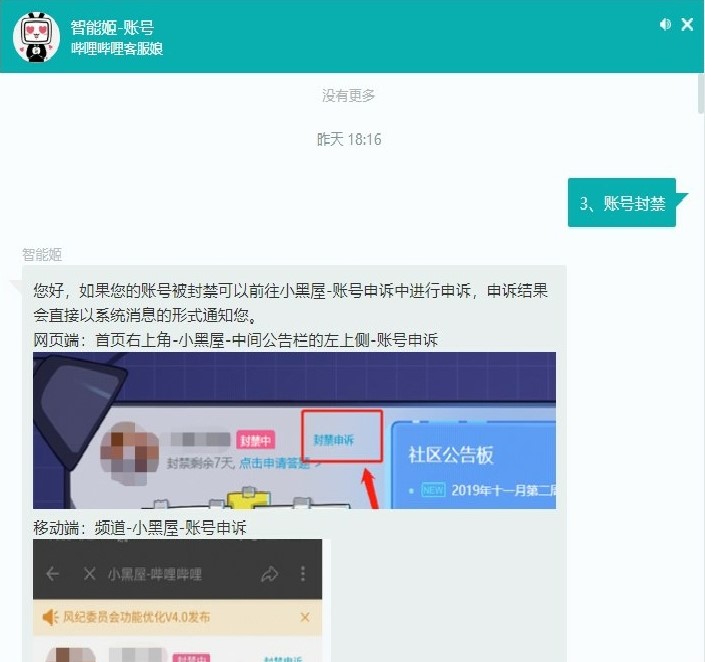 智能姬-账号
哔哩哔哩客服娘
没有更多
昨天 18:16
3、账号封禁
智能姬
您好，如果您的账号被封禁可以前往小黑屋-账号申诉中进行申诉，申诉结果
会直接以系统消息的形式通知您。
网页端：首页右上角-小黑屋-中间公告栏的左上侧-账号申诉
封禁中
封禁申诉
封禁剩余7天, 点击申请答题 >
社区公告板
NEW 2019年十一月第二
移动端：频道-小黑屋-账号申诉
小黑屋-哔哩哔哩
风纪委员会功能优化V4.0发布
封禁中
封禁申诉